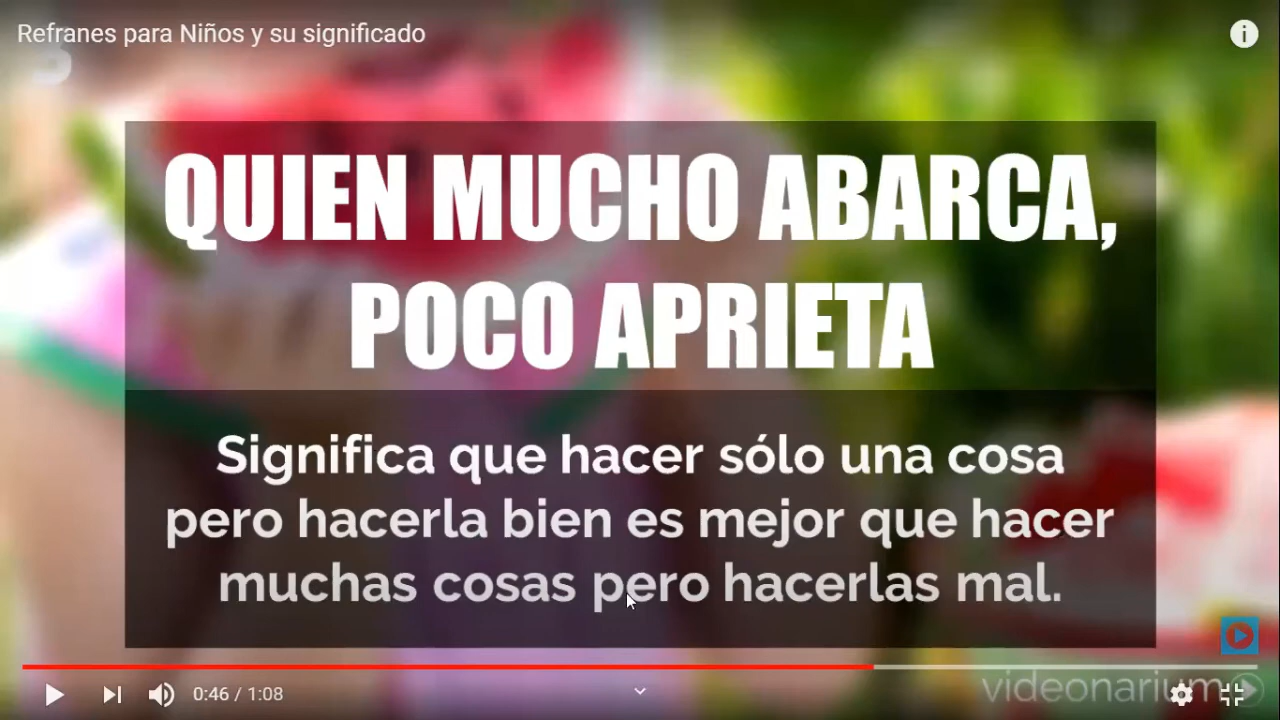 Refranes para Niños y su significado
QUIEN MUCHO ABARCA,
POCO APRIETA
Significa que hacer sólo una cosa
pero hacerla bien es mejor que hacer
muchas cosas pero hacerlas mal.
0:46 / 1:08
videonarium